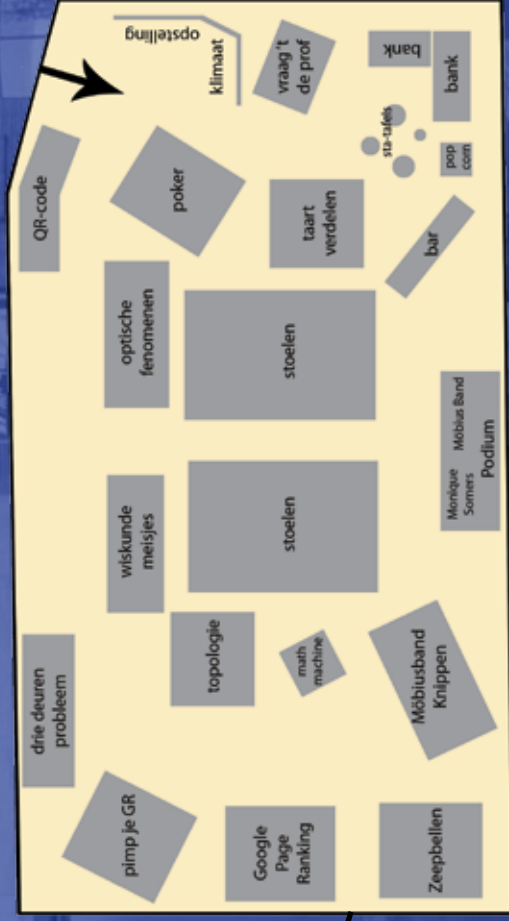 opstelling
klimaat
vraag 't
de prof
bank
bank
sta-tafels
pop
corn
QR-code
poker
taart
verdelen
bar
optische
fenomenen
stoelen
wiskunde
meisjes
stoelen
Monique
Somers
Möbius Band
Podium
drie deuren
probleem
topologie
math
machine
Möbiusband
Knippen
pimp je GR
Google
Page
Ranking
Zeepbellen